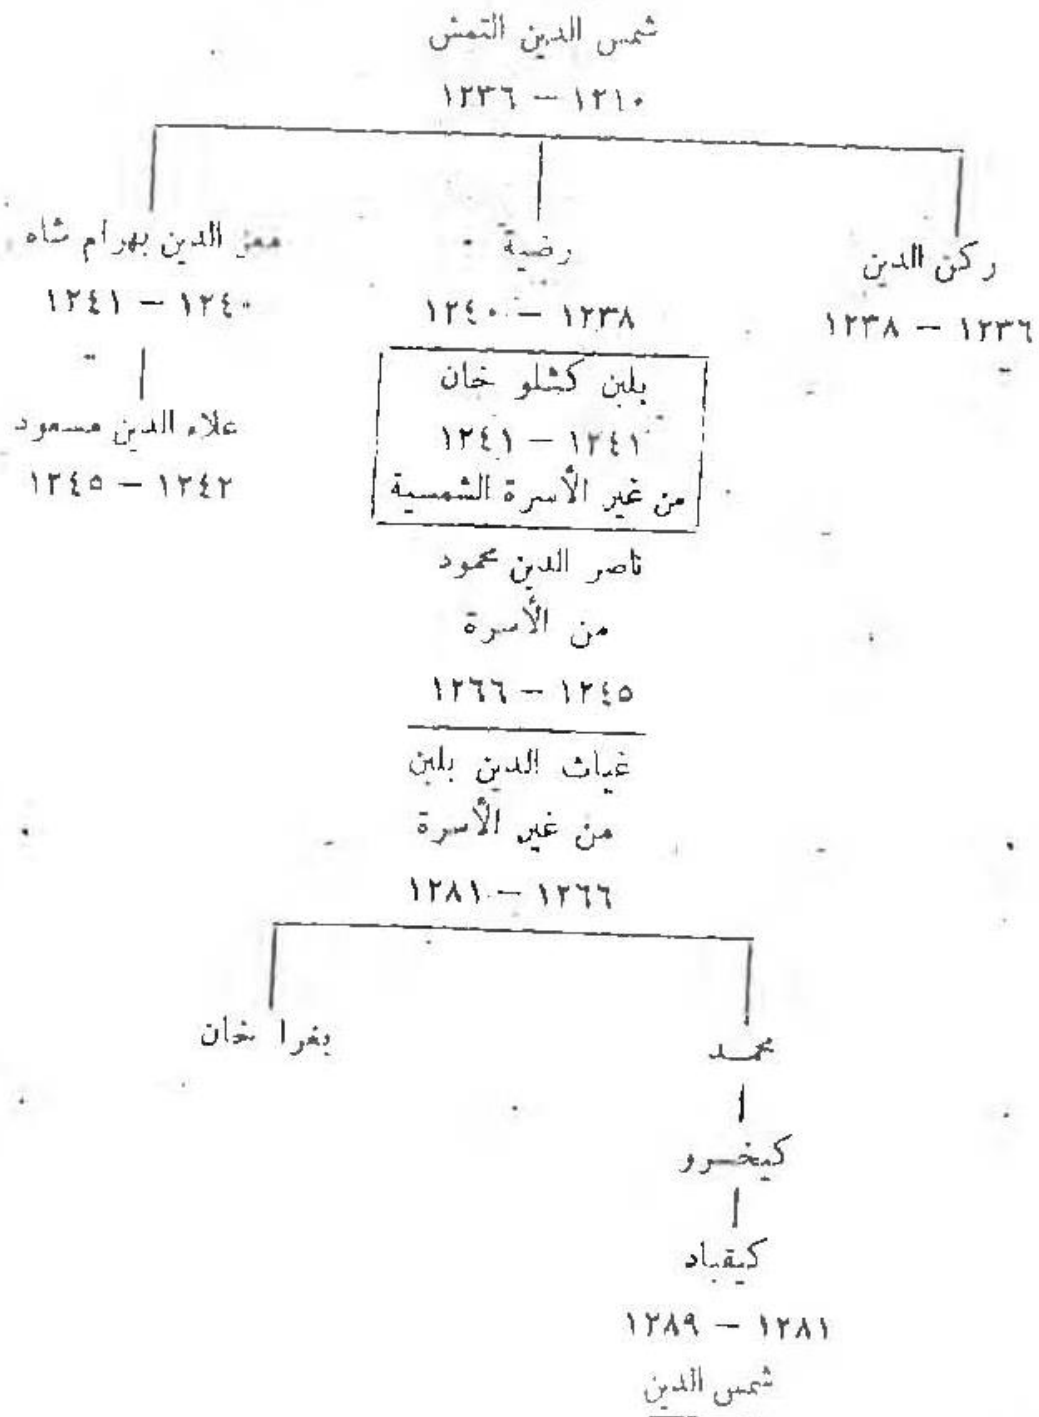 شمس الدين التمش
١٢١٠ – ١٢٣٦
ركن الدين
١٢٣٦ – ١٢٣٨
رضية
١٢٣٨ – ١٢٤٠
معز الدين بهرام شاه
١٢٤٠ – ١٢٤١
علاء الدين مسعود
١٢٤٢ – ١٢٤٥
بلبن كشلو خان
١٢٤١ – ١٢٤١
من غير الأسرة الشمسية
ناصر الدين محمود
من الأسرة
١٢٤٥ – ١٢٦٦
غياث الدين بلبن
من غير الأسرة
١٢٦٦ – ١٢٨١
محمد
بغرا خان
كيخسرو
كيقباد
١٢٨١ – ١٢٨٩
شمس الدين